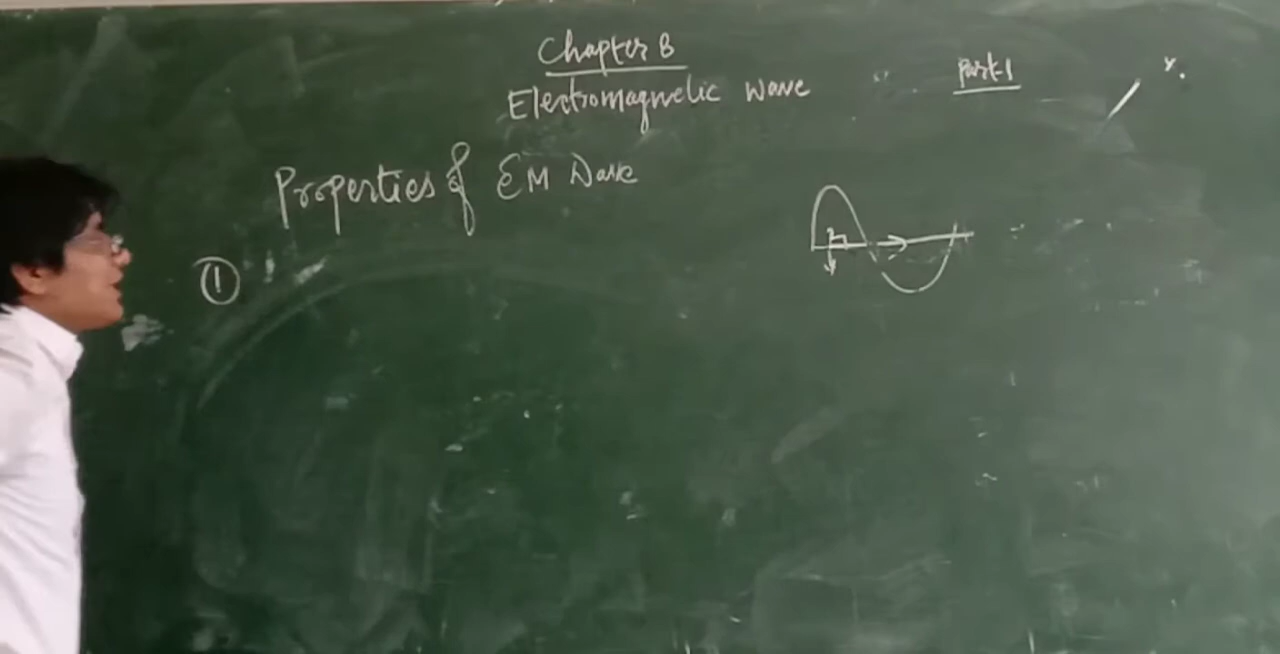 Chapter 8
Electromagnetic wave
Part-1
Properties of EM Wave
①